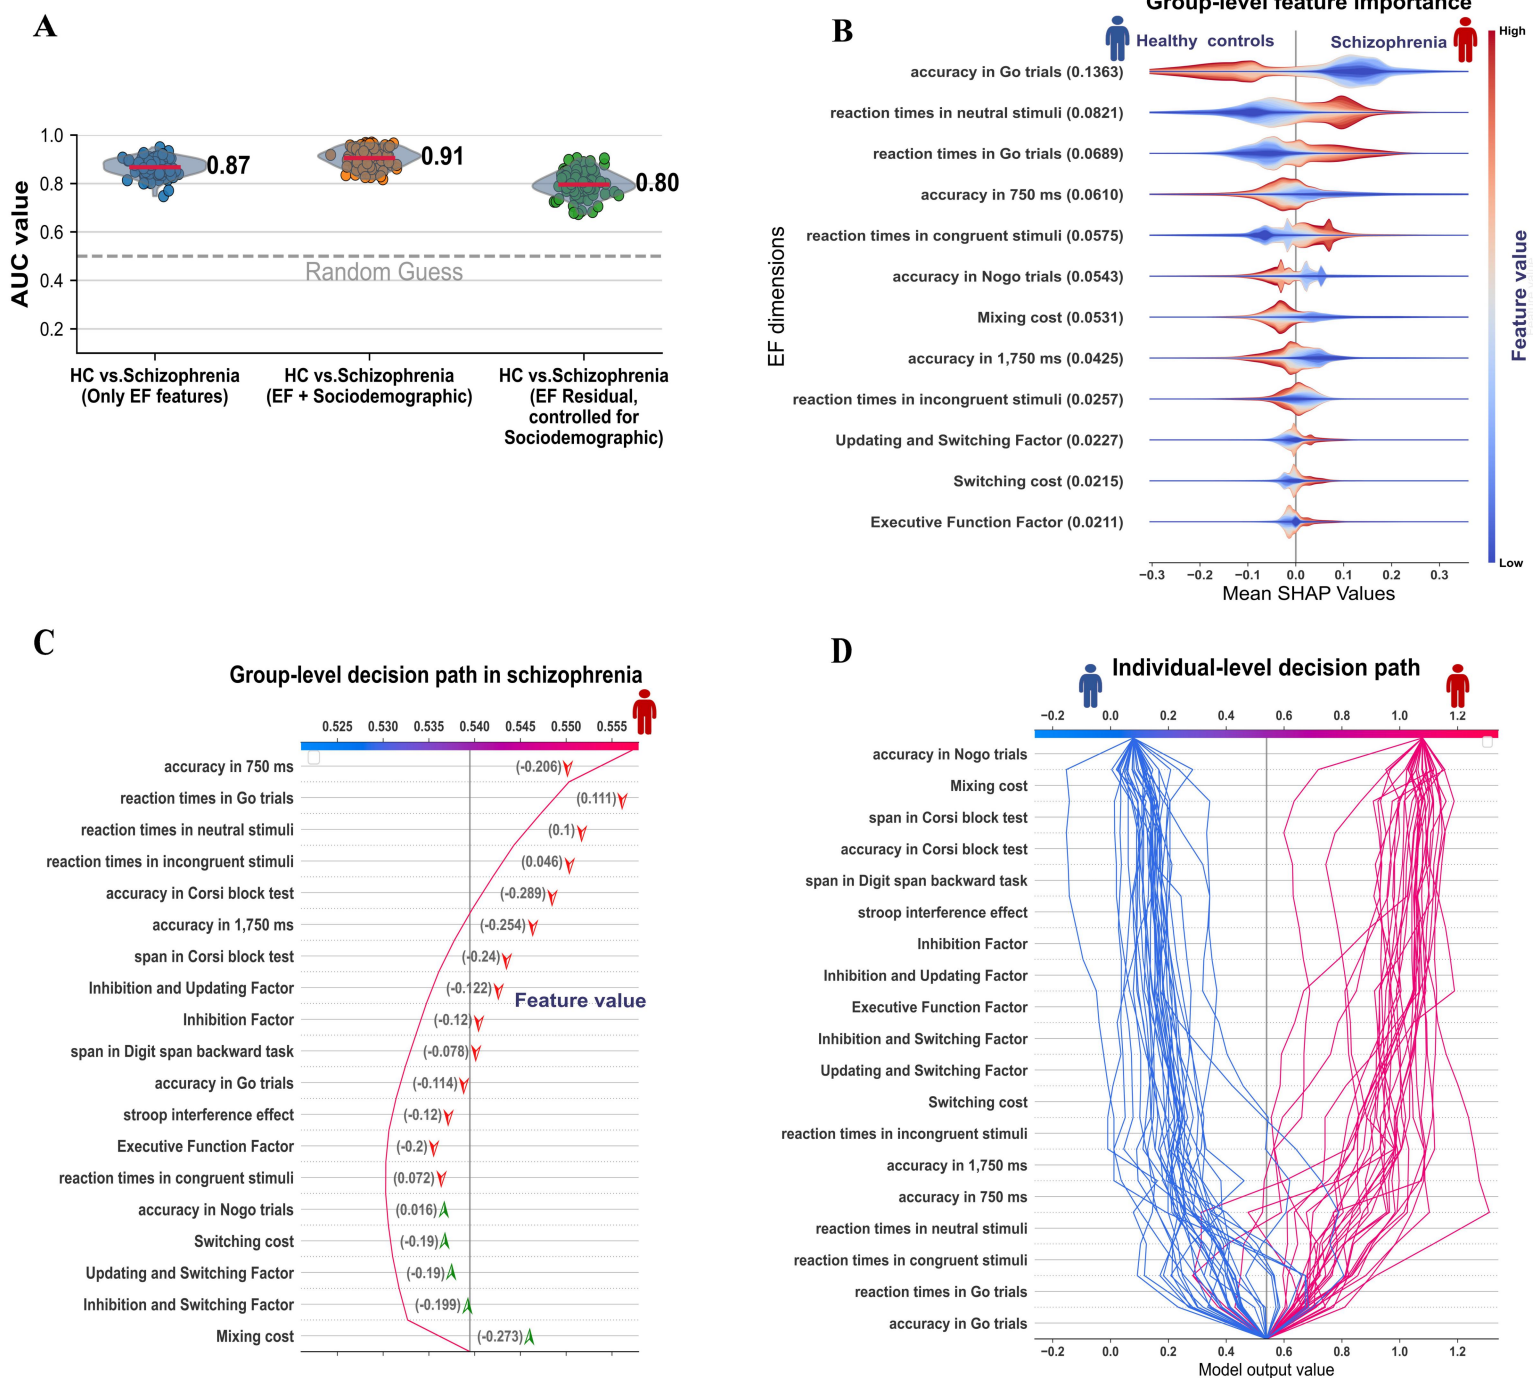 A
1.0
0.8
0.6
0.4
0.2
AUC value
0.87
0.91
0.80
Random Guess
HC vs.Schizophrenia
(Only EF features)
HC vs.Schizophrenia
(EF + Sociodemographic)
HC vs.Schizophrenia
(EF Residual,
controlled for
Sociodemographic)
B
Group-level feature importance
Healthy controls
Schizophrenia
High
Low
Feature value
EF dimensions
accuracy in Go trials (0.1363)
reaction times in neutral stimuli (0.0821)
reaction times in Go trials (0.0689)
accuracy in 750 ms (0.0610)
reaction times in congruent stimuli (0.0575)
accuracy in Nogo trials (0.0543)
Mixing cost (0.0531)
accuracy in 1,750 ms (0.0425)
reaction times in incongruent stimuli (0.0257)
Updating and Switching Factor (0.0227)
Switching cost (0.0215)
Executive Function Factor (0.0211)
−0.3 −0.2 −0.1 0.0 0.1 0.2 0.3
Mean SHAP Values
C
Group-level decision path in schizophrenia
0.525 0.530 0.535 0.540 0.545 0.550 0.555
accuracy in 750 ms (-0.206)
reaction times in Go trials (0.111)
reaction times in neutral stimuli (0.1)
reaction times in incongruent stimuli (0.046)
accuracy in Corsi block test (-0.289)
accuracy in 1,750 ms (-0.254)
span in Corsi block test (-0.24)
Inhibition and Updating Factor (-0.122)
Feature value
Inhibition Factor (-0.12)
span in Digit span backward task (-0.078)
accuracy in Go trials (-0.114)
stroop interference effect (-0.12)
Executive Function Factor (-0.2)
reaction times in congruent stimuli (0.072)
accuracy in Nogo trials (0.016)
Switching cost (-0.19)
Updating and Switching Factor (-0.19)
Inhibition and Switching Factor (-0.199)
Mixing cost (-0.273)
D
Individual-level decision path
−0.2 0.0 0.2 0.4 0.6 0.8 1.0 1.2
accuracy in Nogo trials
Mixing cost
span in Corsi block test
accuracy in Corsi block test
span in Digit span backward task
stroop interference effect
Inhibition Factor
Inhibition and Updating Factor
Executive Function Factor
Inhibition and Switching Factor
Updating and Switching Factor
Switching cost
reaction times in incongruent stimuli
accuracy in 1,750 ms
accuracy in 750 ms
reaction times in neutral stimuli
reaction times in congruent stimuli
reaction times in Go trials
accuracy in Go trials
−0.2 0.0 0.2 0.4 0.6 0.8 1.0 1.2
Model output value